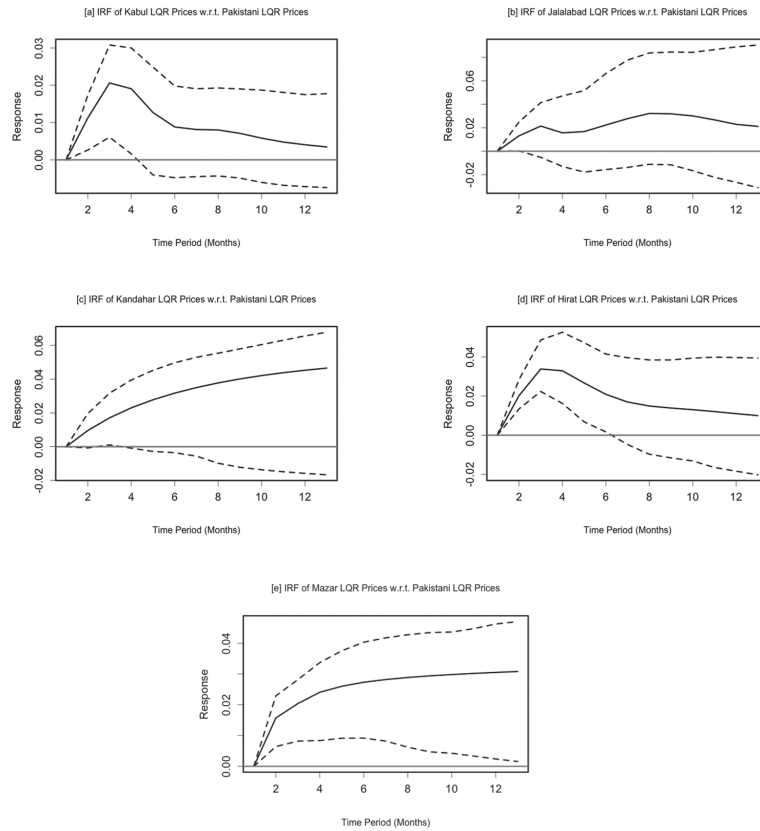 [a] IRF of Kabul LQR Prices w.r.t. Pakistani LQR Prices
Response
0.00 0.01 0.02 0.03
2 4 6 8 10 12
Time Period (Months)
[b] IRF of Jalalabad LQR Prices w.r.t. Pakistani LQR Prices
Response
-0.02 0.02 0.06
2 4 6 8 10 12
Time Period (Months)
[c] IRF of Kandahar LQR Prices w.r.t. Pakistani LQR Prices
Response
-0.02 0.00 0.02 0.04 0.06
2 4 6 8 10 12
Time Period (Months)
[d] IRF of Hirat LQR Prices w.r.t. Pakistani LQR Prices
Response
-0.02 0.00 0.02 0.04
2 4 6 8 10 12
Time Period (Months)
[e] IRF of Mazar LQR Prices w.r.t. Pakistani LQR Prices
Response
0.00 0.02 0.04
2 4 6 8 10 12
Time Period (Months)